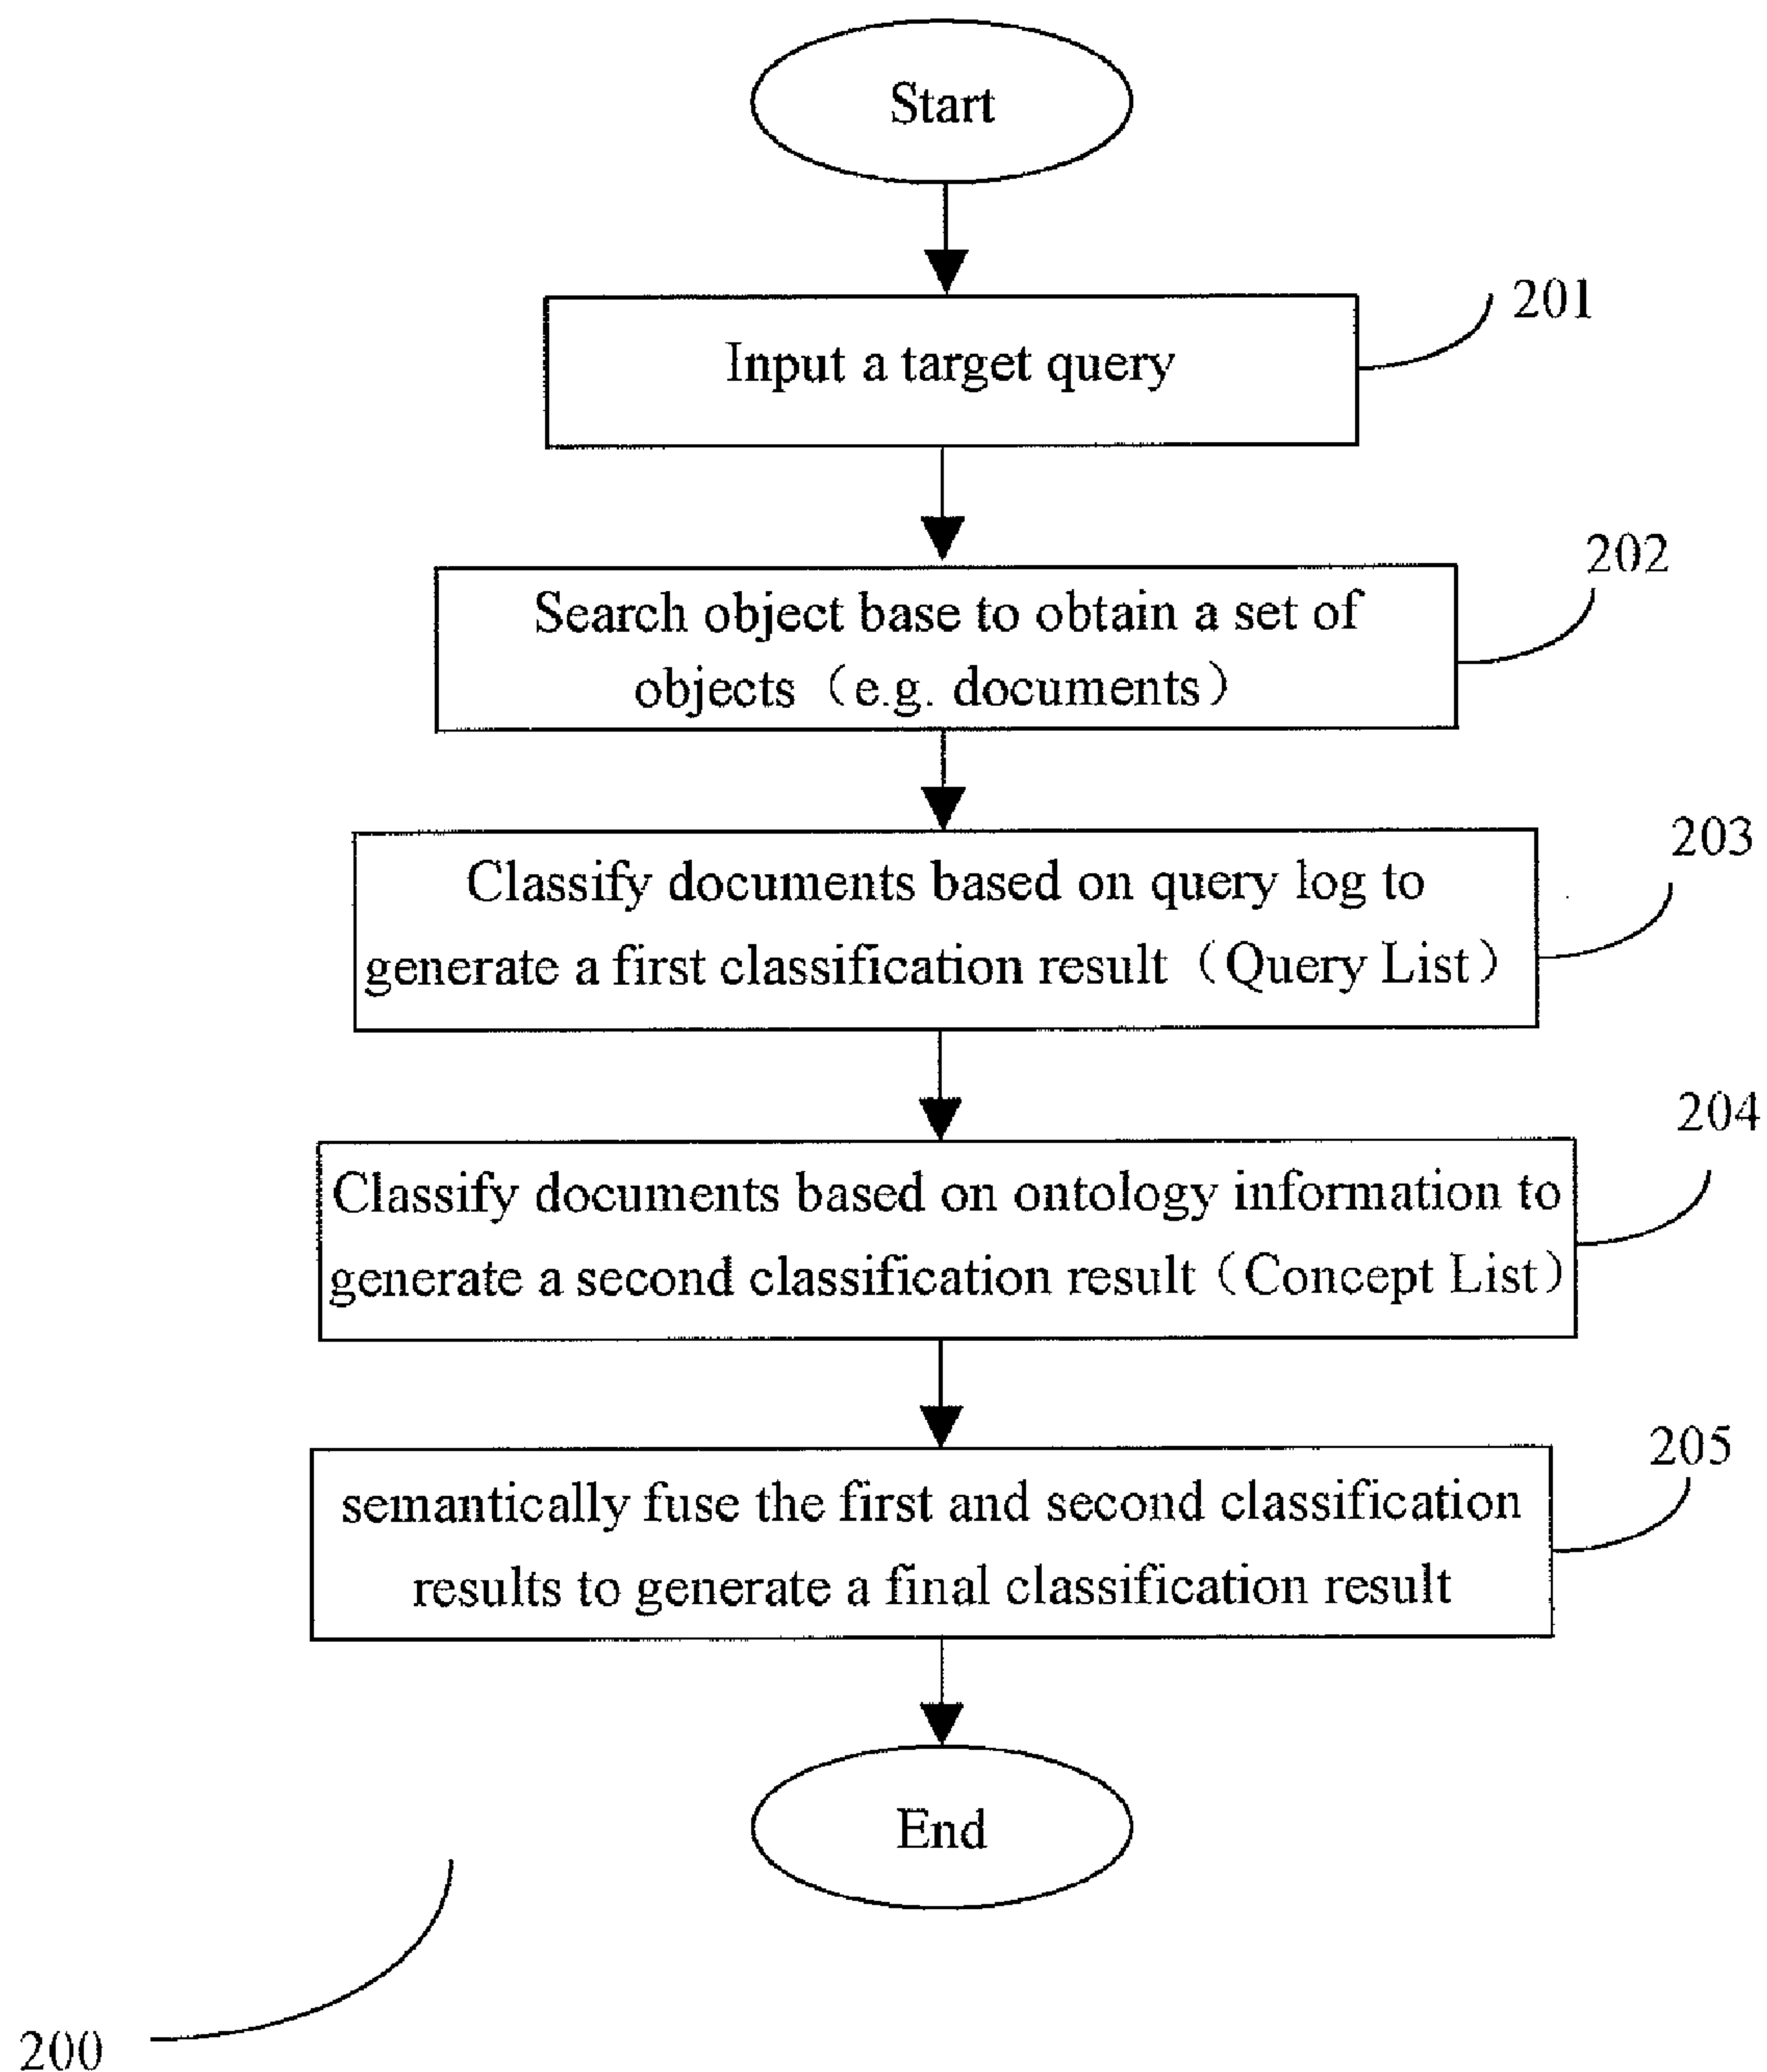 Start
201
Input a target query
202
Search object base to obtain a set of
objects（e.g. documents）
203
Classify documents based on query log to
generate a first classification result（Query List）
204
Classify documents based on ontology information to
generate a second classification result（Concept List）
205
semantically fuse the first and second classification
results to generate a final classification result
End
200